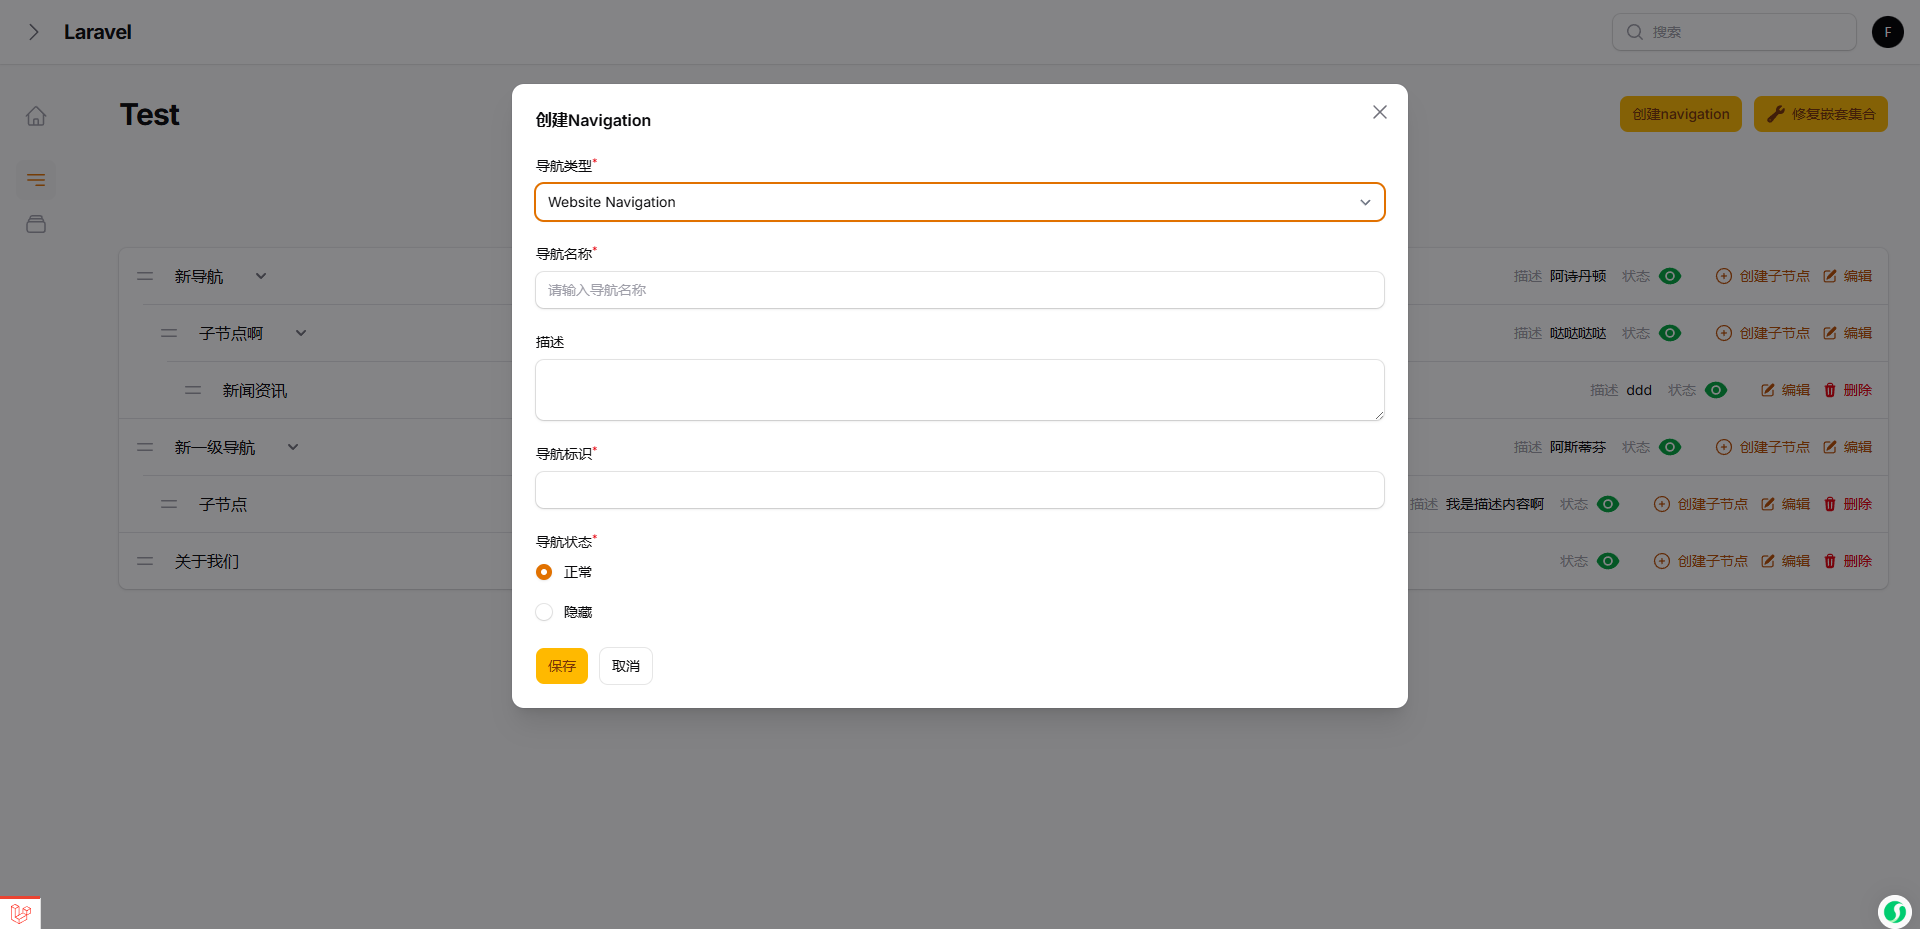 Laravel
搜索
F
Test
创建navigation
修复嵌套集合
创建Navigation
导航类型*
Website Navigation
导航名称*
请输入导航名称
描述
导航标识*
导航状态*
正常
隐藏
保存
取消
新导航
描述 阿诗丹顿 状态 创建子节点 编辑
子节点啊
描述 哒哒哒哒 状态 创建子节点 编辑
新闻资讯
描述 ddd 状态 编辑 删除
新一级导航
描述 阿斯蒂芬 状态 创建子节点 编辑
子节点
描述 我是描述内容啊 状态 创建子节点 编辑 删除
关于我们
状态 创建子节点 编辑 删除